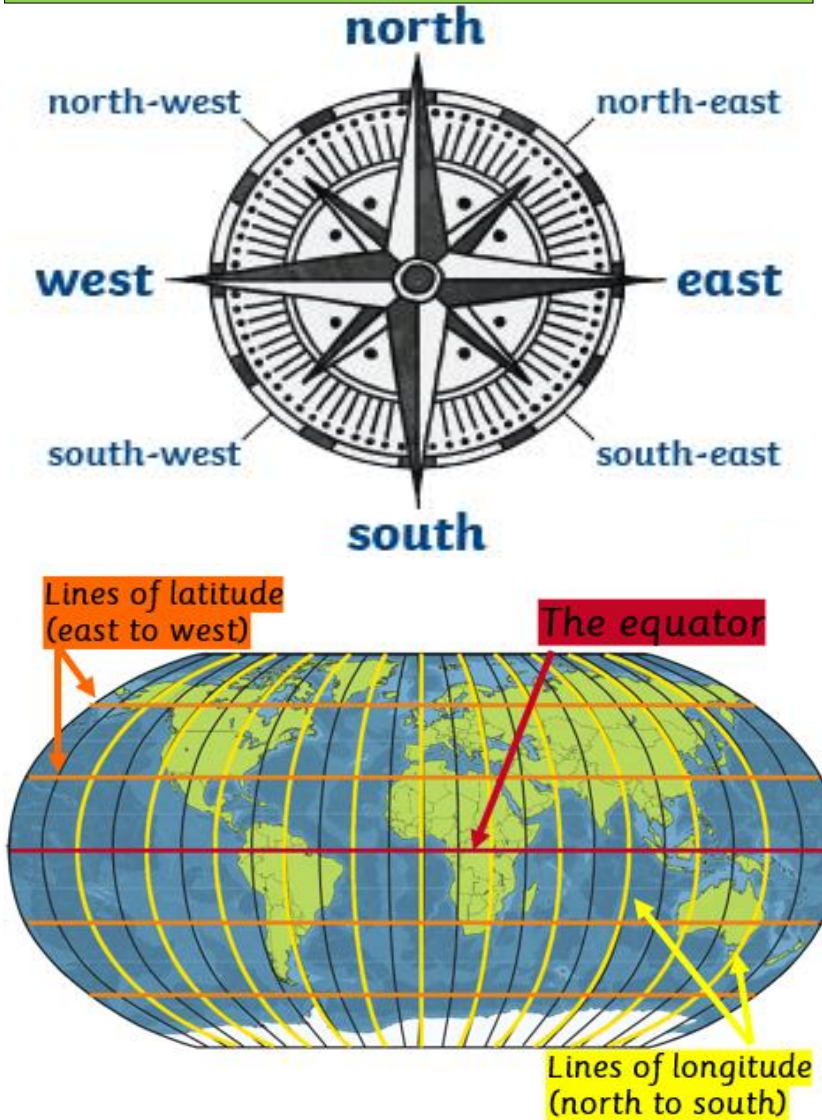 north
north-west
north-east
west
east
south-west
south-east
south
Lines of latitude
(east to west)
The equator
Lines of longitude
(north to south)